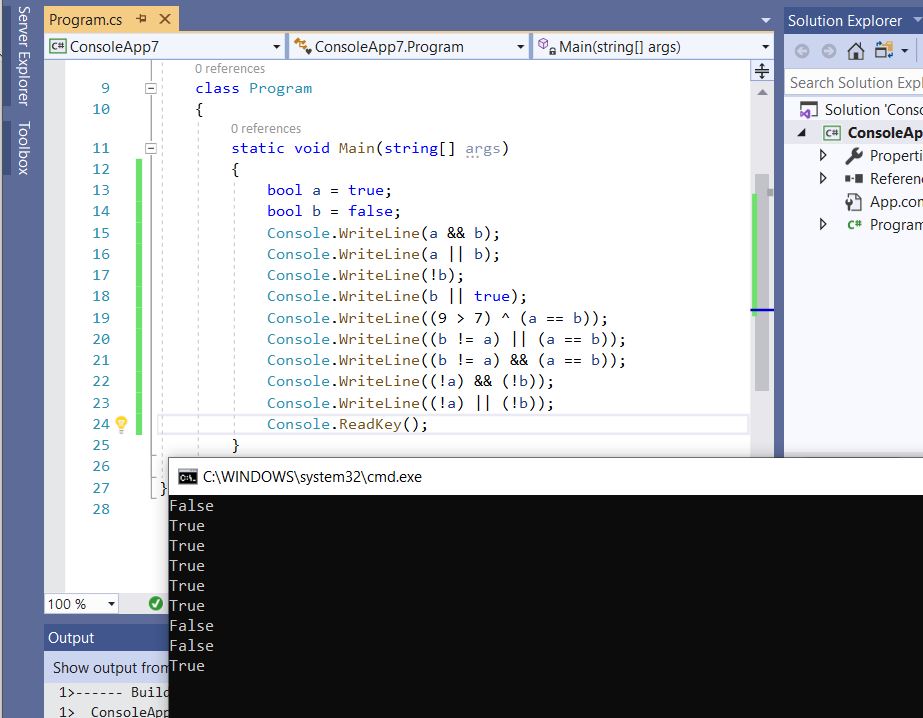 Server Explorer
Toolbox
Program.cs
ConsoleApp7
ConsoleApp7.Program
Main(string[] args)
0 references
9 class Program
10 {
0 references
11 static void Main(string[] args)
12 {
13 bool a = true;
14 bool b = false;
15 Console.WriteLine(a && b);
16 Console.WriteLine(a || b);
17 Console.WriteLine(!b);
18 Console.WriteLine(b || true);
19 Console.WriteLine((9 > 7) ^ (a == b));
20 Console.WriteLine((b != a) || (a == b));
21 Console.WriteLine((b != a) && (a == b));
22 Console.WriteLine((!a) && (!b));
23 Console.WriteLine((!a) || (!b));
24 Console.ReadKey();
25 }
26
27 }
28
100 %
Output
Show output from
1>------ Build
1> ConsoleApp
Solution Explorer
Search Solution Expl
Solution 'Conso
C# ConsoleAp
Properti
Referen
App.con
C# Program
C:\WINDOWS\system32\cmd.exe
False
True
True
True
True
True
False
False
True